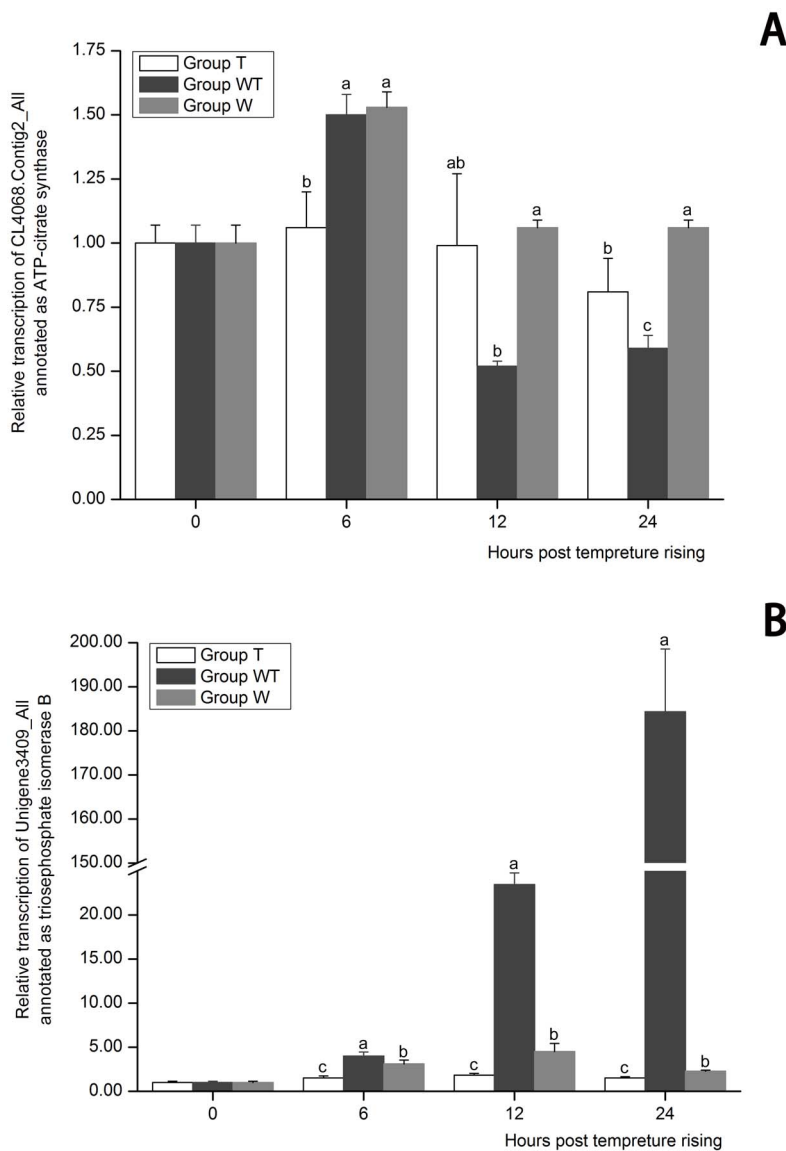 A
Relative transcription of CL4068.Contig2_All
annotated as ATP-citrate synthase
1.75
1.50
1.25
1.00
0.75
0.50
0.25
0.00
Group T
Group WT
Group W
b
a
a
ab
b
a
b
c
a
0
6
12
24
Hours post tempreture rising
B
Relative transcription of Unigene3409_All
annotated as triosephosphate isomerase B
200.00
190.00
180.00
170.00
160.00
150.00
20.00
15.00
10.00
5.00
0.00
Group T
Group WT
Group W
c
a
b
c
a
b
c
a
b
0
6
12
24
Hours post tempreture rising